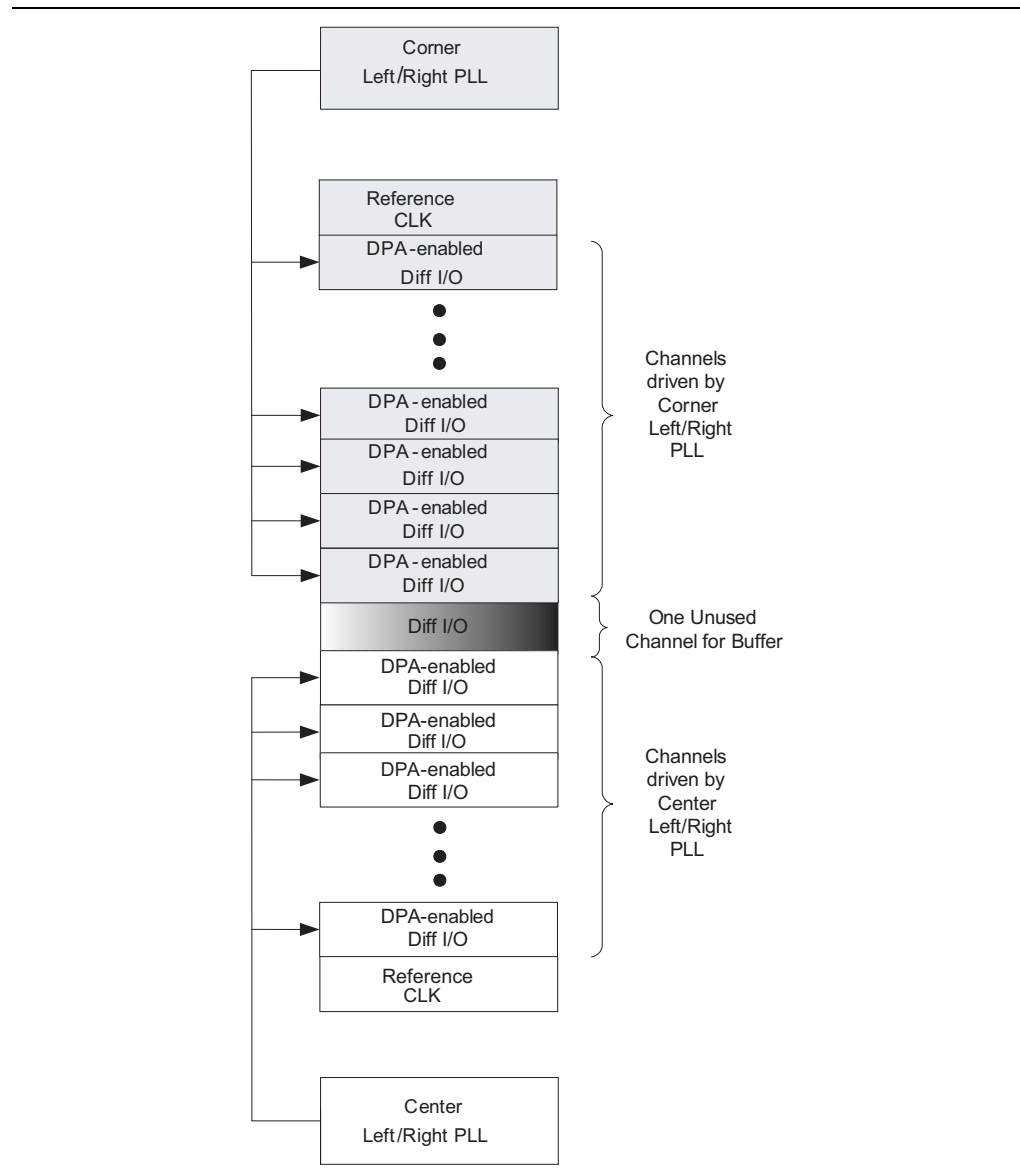 Corner
Left/Right PLL
Reference
CLK
DPA-enabled
Diff I/O
DPA-enabled
Diff I/O
DPA-enabled
Diff I/O
DPA-enabled
Diff I/O
DPA-enabled
Diff I/O
Channels
driven by
Corner
Left/Right
PLL
Diff I/O
One Unused
Channel for Buffer
DPA-enabled
Diff I/O
DPA-enabled
Diff I/O
DPA-enabled
Diff I/O
DPA-enabled
Diff I/O
Channels
driven by
Center
Left/Right
PLL
Reference
CLK
Center
Left/Right PLL